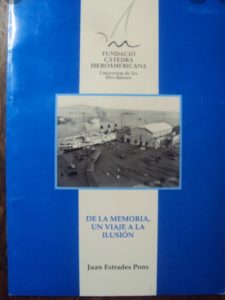 FUNDACIÓ
CÀTEDRA
IBEROAMERICANA
Universitat de les
Illes Balears
DE LA MEMORIA,
UN VIAJE A LA
ILUSIÓN
Juan Estrades Pons